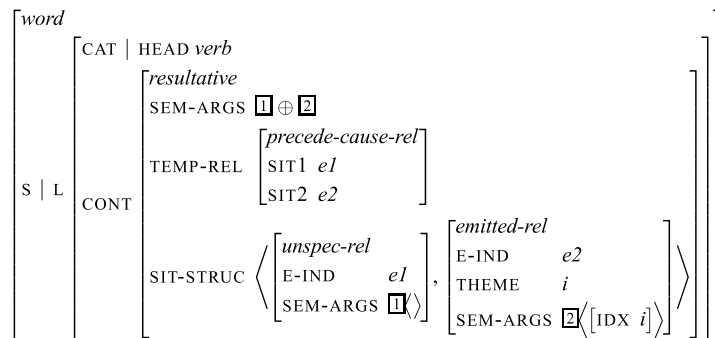 word
CAT | HEAD verb
resultative
SEM-ARGS 1 ⊕ 2
precede-cause-rel
TEMP-REL SIT1 e1
SIT2 e2
S | L CONT
emitted-rel
unspec-rel E-IND e2
SIT-STRUC ⟨ E-IND e1 , THEME i ⟩
SEM-ARGS 1⟨⟩ SEM-ARGS 2⟨[IDX i]⟩